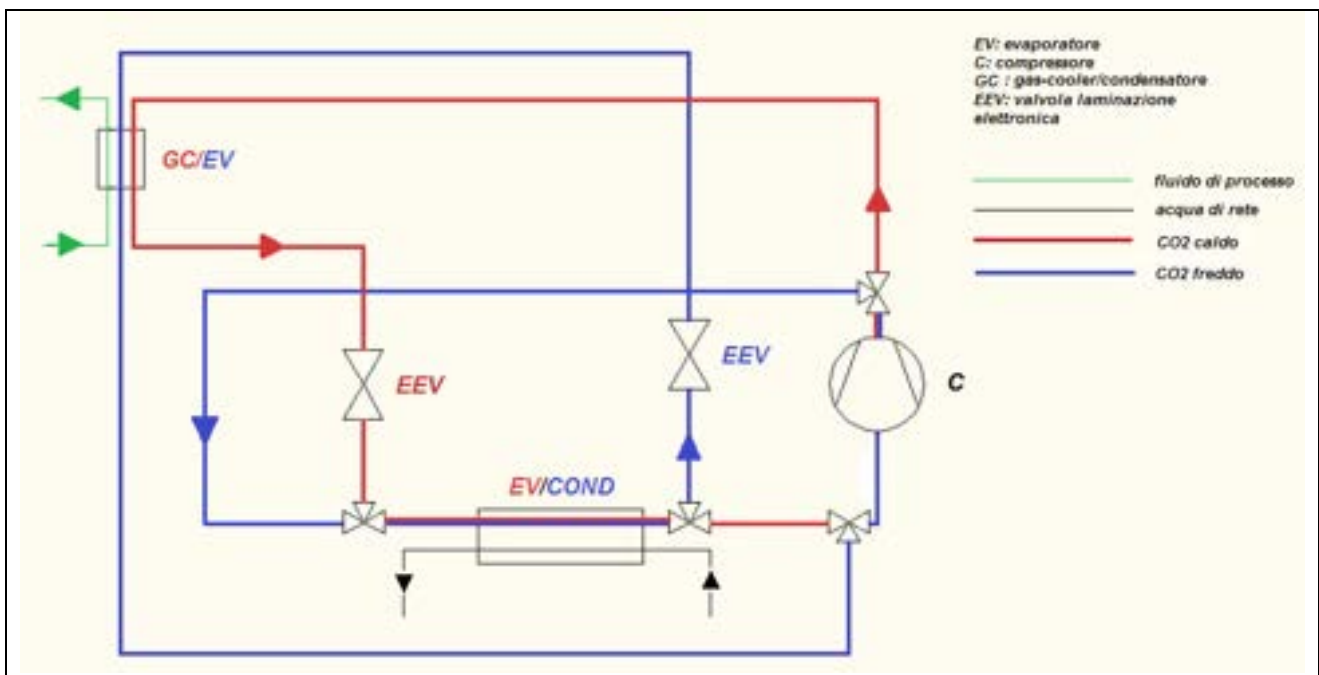 EV: evaporatore
C: compressore
GC : gas-cooler/condensatore
EEV: valvola laminazione
elettronica
GC/EV
fluido di processo
acqua di rete
CO2 caldo
CO2 freddo
EEV
EEV
C
EV/COND